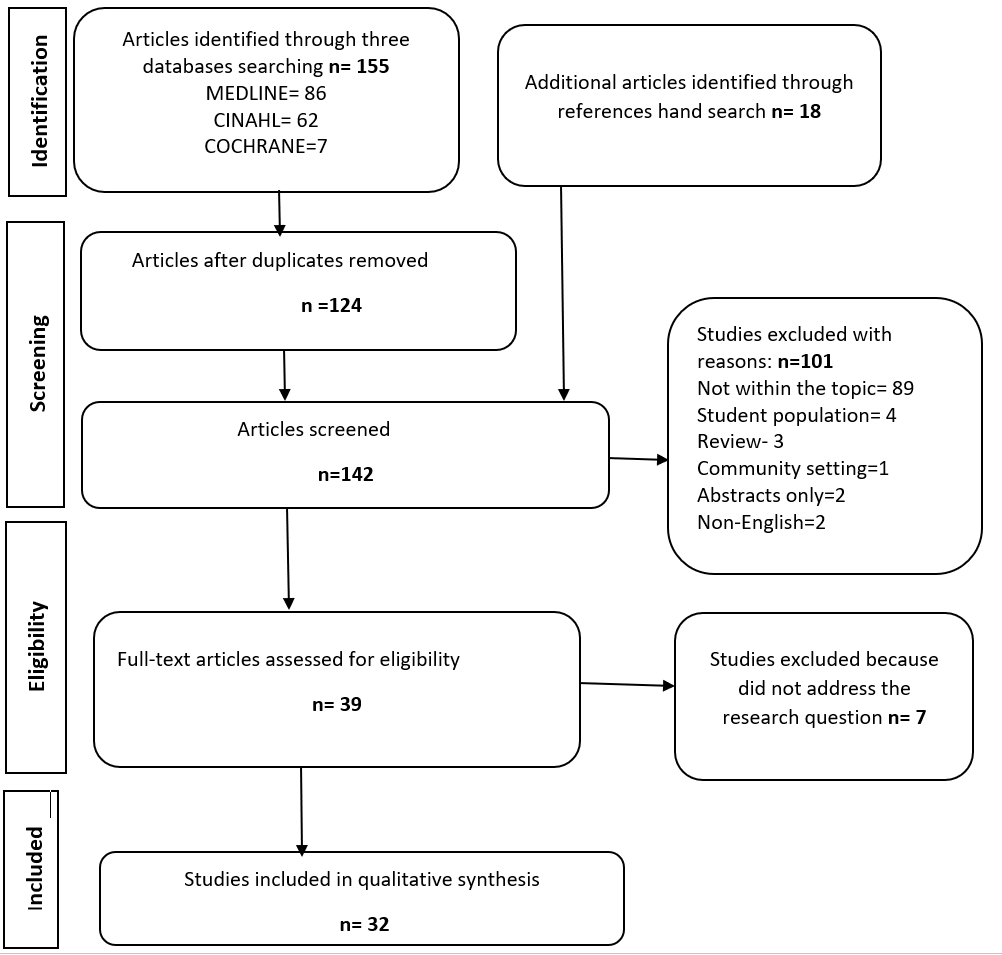 Identification
Articles identified through three
databases searching n= 155
MEDLINE= 86
CINAHL= 62
COCHRANE=7
Additional articles identified through
references hand search n= 18
Screening
Articles after duplicates removed
n =124
Articles screened
n=142
Studies excluded with
reasons: n=101
Not within the topic= 89
Student population= 4
Review- 3
Community setting=1
Abstracts only=2
Non-English=2
Eligibility
Full-text articles assessed for eligibility
n= 39
Studies excluded because
did not address the
research question n= 7
Included
Studies included in qualitative synthesis
n= 32